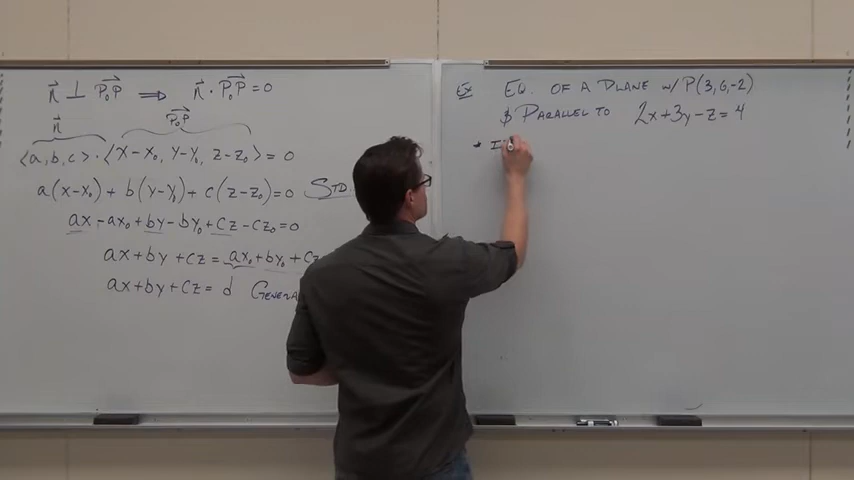 n⃗ ⊥ P₀P⃗ ⟹ n⃗ · P₀P⃗ = 0
n⃗ P₀P⃗
<a, b, c> · <x-x₀, y-y₀, z-z₀> = 0
a(x-x₀) + b(y-y₀) + c(z-z₀) = 0 STD.
ax - ax₀ + by - by₀ + cz - cz₀ = 0
ax + by + cz = ax₀ + by₀ + cz
ax + by + cz = d GENERA
Ex EQ. OF A PLANE W/ P(3,6,-2)
$ PARALLEL TO 2x+3y-z=4
* I